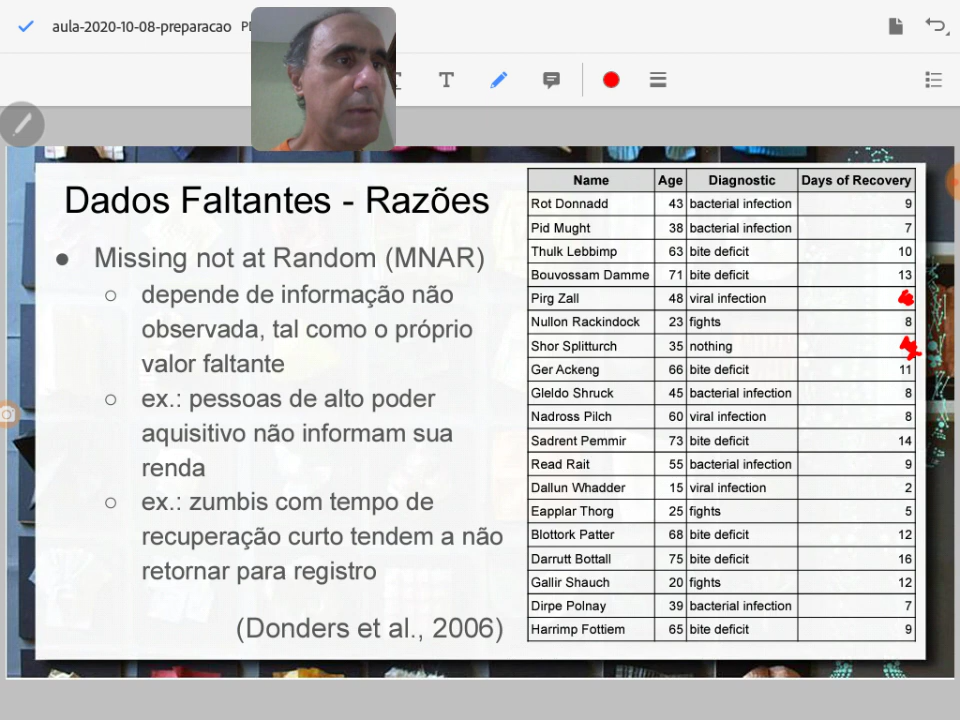 aula-2020-10-08-preparacao
T
Dados Faltantes - Razões
● Missing not at Random (MNAR)
○ depende de informação não
observada, tal como o próprio
valor faltante
○ ex.: pessoas de alto poder
aquisitivo não informam sua
renda
○ ex.: zumbis com tempo de
recuperação curto tendem a não
retornar para registro
(Donders et al., 2006)
Name Age Diagnostic Days of Recovery
Rot Donnadd 43 bacterial infection 9
Pid Mught 38 bacterial infection 7
Thulk Lebbimp 63 bite deficit 10
Bouvossam Damme 71 bite deficit 13
Pirg Zall 48 viral infection
Nullon Rackindock 23 fights 8
Shor Splitturch 35 nothing
Ger Ackeng 66 bite deficit 11
Gleldo Shruck 45 bacterial infection 8
Nadross Pilch 60 viral infection 8
Sadrent Pemmir 73 bite deficit 14
Read Rait 55 bacterial infection 9
Dallun Whadder 15 viral infection 2
Eapplar Thorg 25 fights 5
Blottork Patter 68 bite deficit 12
Darrutt Bottall 75 bite deficit 16
Gallir Shauch 20 fights 12
Dirpe Polnay 39 bacterial infection 7
Harrimp Fottiem 65 bite deficit 9